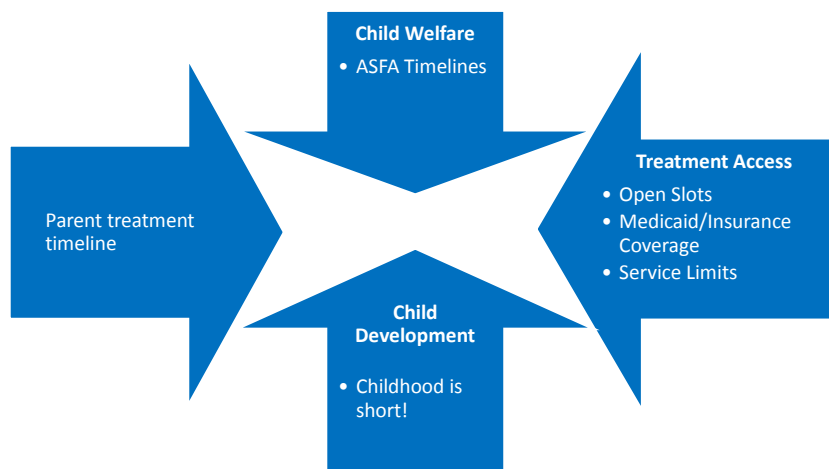 Child Welfare
• ASFA Timelines
Parent treatment
timeline
Treatment Access
• Open Slots
• Medicaid/Insurance
Coverage
• Service Limits
Child
Development
• Childhood is
short!